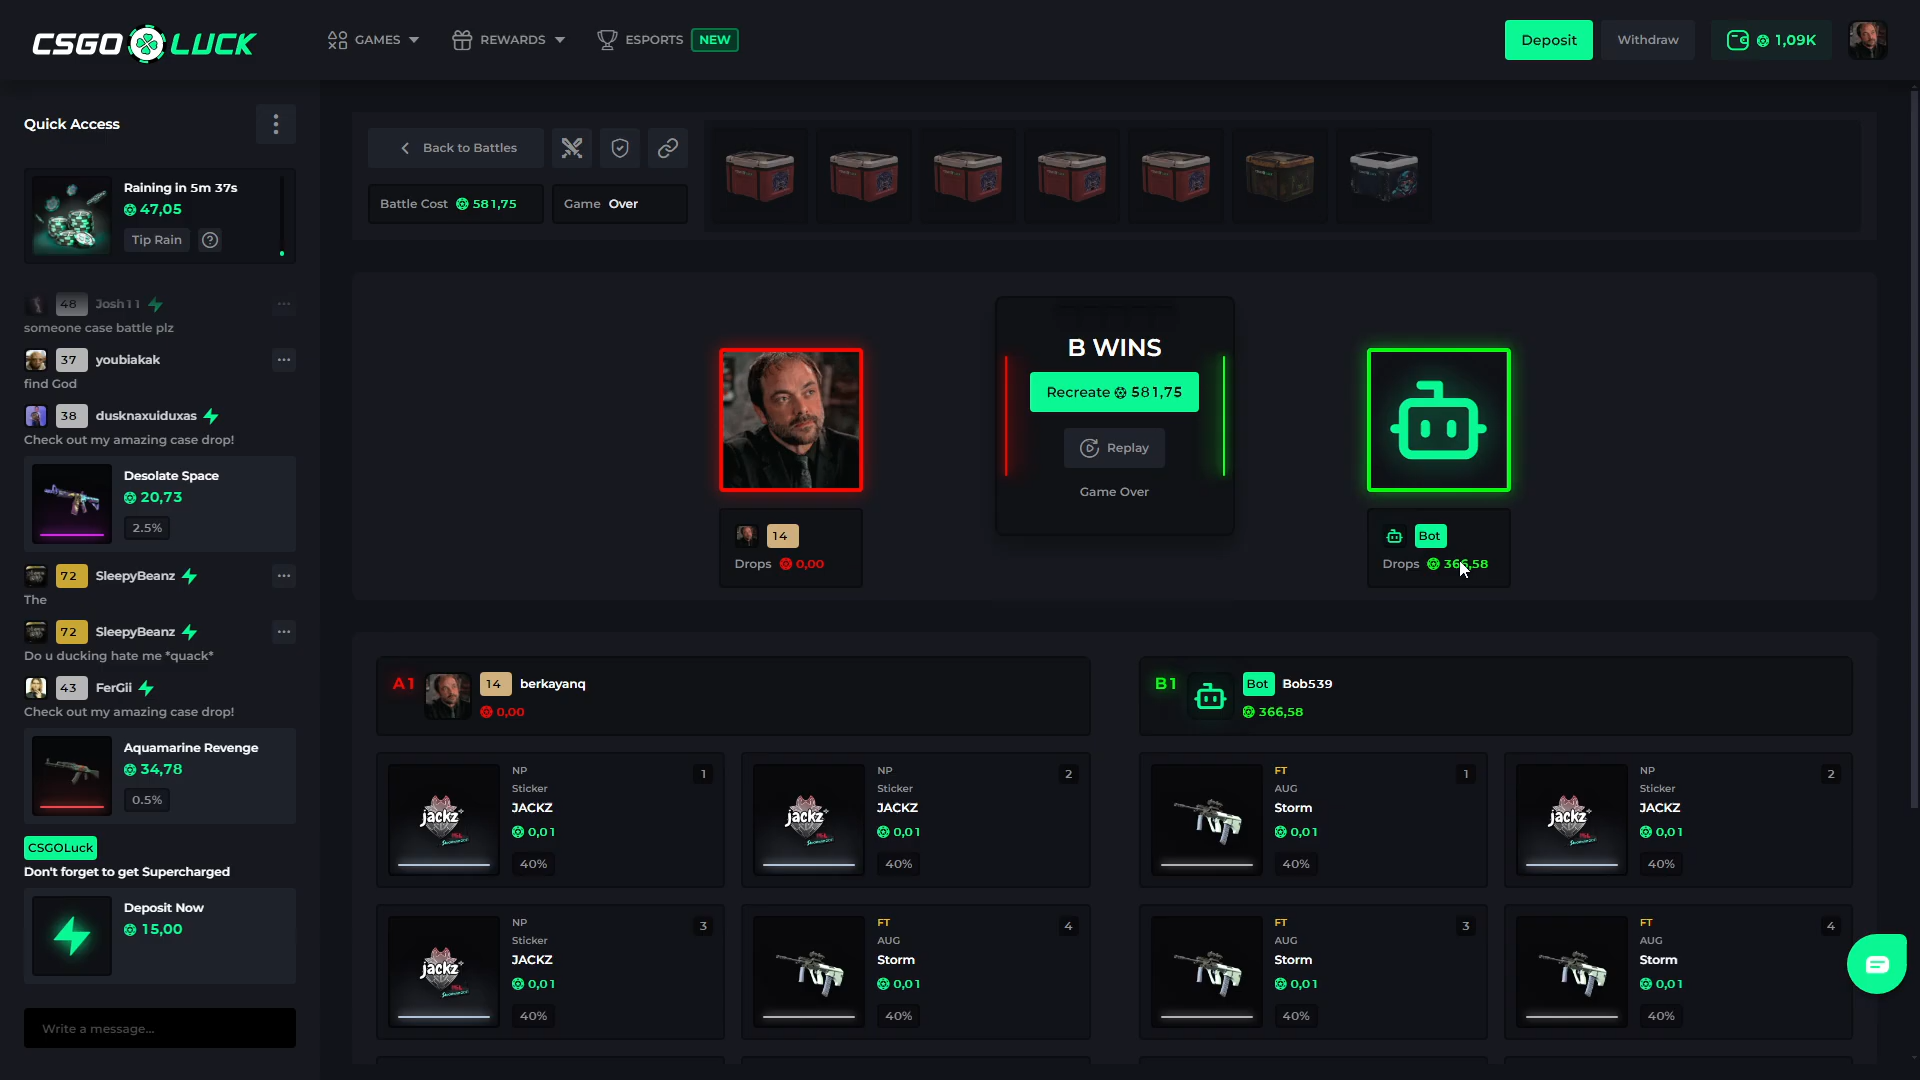 CSGO LUCK
GAMES
REWARDS
ESPORTS NEW
Deposit
Withdraw
1,09K
Quick Access
Raining in 5m 37s
47,05
Tip Rain
48 Josh11
someone case battle plz
37 youbiakak
find God
38 dusknaxuiduxas
Check out my amazing case drop!
Desolate Space
20,73
2.5%
72 SleepyBeanz
The
72 SleepyBeanz
Do u ducking hate me *quack*
43 FerGii
Check out my amazing case drop!
Aquamarine Revenge
34,78
0.5%
CSGOLuck
Don't forget to get Supercharged
Deposit Now
15,00
Write a message...
Back to Battles
Battle Cost 581,75
Game Over
B WINS
Recreate 581,75
Replay
Game Over
14
Drops 0,00
Bot
Drops 366,58
A1 14 berkayanq
0,00
B1 Bot Bob539
366,58
NP 1
Sticker
JACKZ
0,01
40%
NP 2
Sticker
JACKZ
0,01
40%
FT 1
AUG
Storm
0,01
40%
NP 2
Sticker
JACKZ
0,01
40%
NP 3
Sticker
JACKZ
0,01
40%
FT 4
AUG
Storm
0,01
40%
FT 3
AUG
Storm
0,01
40%
FT 4
AUG
Storm
0,01
40%